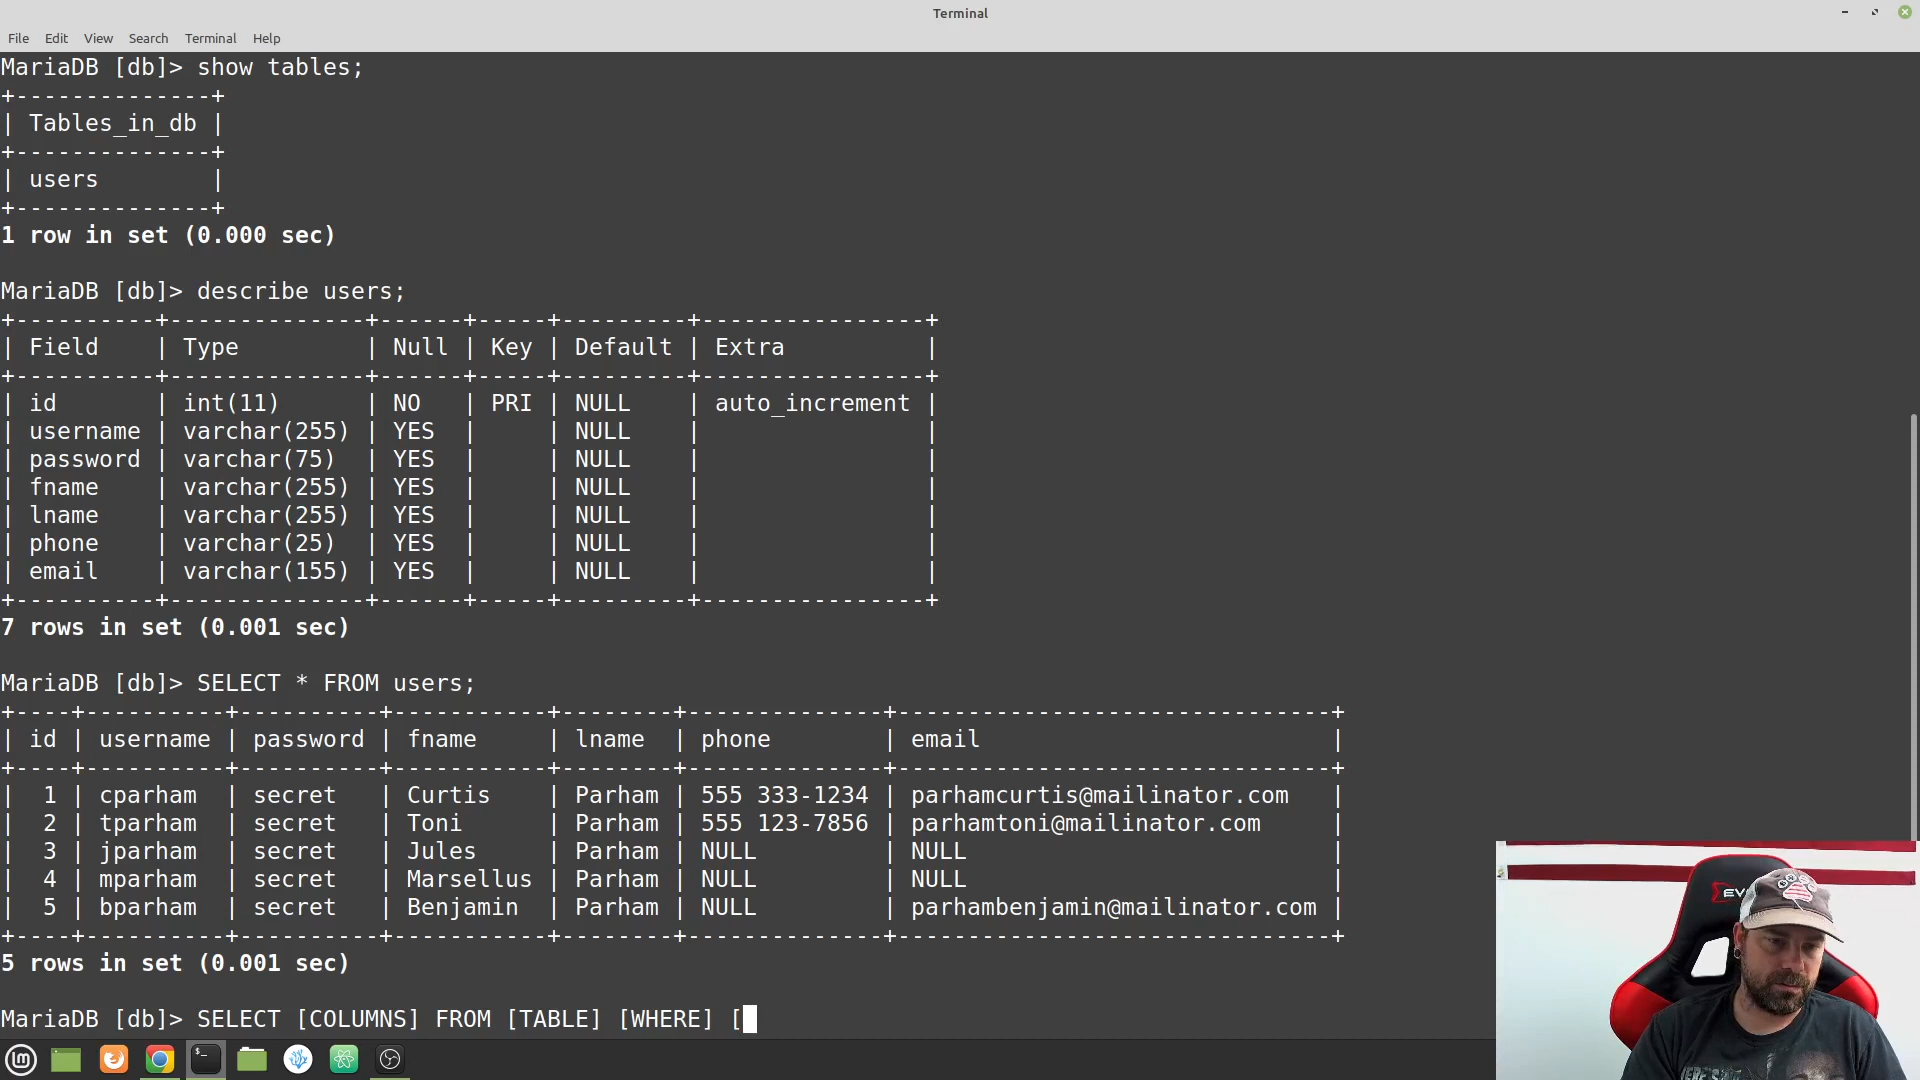 Terminal
File Edit View Search Terminal Help
MariaDB [db]> show tables;
+--------------+
| Tables_in_db |
+--------------+
| users        |
+--------------+
1 row in set (0.000 sec)
MariaDB [db]> describe users;
+----------+--------------+------+-----+---------+----------------+
| Field    | Type         | Null | Key | Default | Extra          |
+----------+--------------+------+-----+---------+----------------+
| id       | int(11)      | NO   | PRI | NULL    | auto_increment |
| username | varchar(255) | YES  |     | NULL    |                |
| password | varchar(75)  | YES  |     | NULL    |                |
| fname    | varchar(255) | YES  |     | NULL    |                |
| lname    | varchar(255) | YES  |     | NULL    |                |
| phone    | varchar(25)  | YES  |     | NULL    |                |
| email    | varchar(155) | YES  |     | NULL    |                |
+----------+--------------+------+-----+---------+----------------+
7 rows in set (0.001 sec)
MariaDB [db]> SELECT * FROM users;
+----+----------+----------+-----------+--------+--------------+-------------------------------+
| id | username | password | fname     | lname  | phone        | email                         |
+----+----------+----------+-----------+--------+--------------+-------------------------------+
|  1 | cparham  | secret   | Curtis    | Parham | 555 333-1234 | parhamcurtis@mailinator.com   |
|  2 | tparham  | secret   | Toni      | Parham | 555 123-7856 | parhamtoni@mailinator.com     |
|  3 | jparham  | secret   | Jules     | Parham | NULL         | NULL                          |
|  4 | mparham  | secret   | Marsellus | Parham | NULL         | NULL                          |
|  5 | bparham  | secret   | Benjamin  | Parham | NULL         | parhambenjamin@mailinator.com |
+----+----------+----------+-----------+--------+--------------+-------------------------------+
5 rows in set (0.001 sec)
MariaDB [db]> SELECT [COLUMNS] FROM [TABLE] [WHERE] [